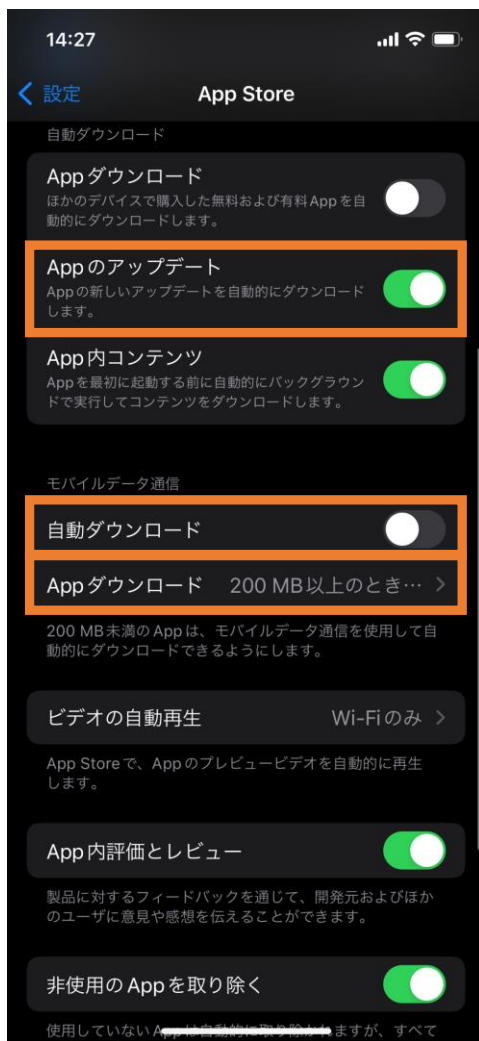 14:27
設定
App Store
自動ダウンロード
Appダウンロード
ほかのデバイスで購入した無料および有料Appを自
動的にダウンロードします。
Appのアップデート
Appの新しいアップデートを自動的にダウンロード
します。
App内コンテンツ
Appを最初に起動する前に自動的にバックグラウン
ドで実行してコンテンツをダウンロードします。
モバイルデータ通信
自動ダウンロード
Appダウンロード 200 MB以上のとき…
200 MB未満のAppは、モバイルデータ通信を使用して自
動的にダウンロードできるようにします。
ビデオの自動再生 Wi-Fiのみ
App Storeで、Appのプレビュービデオを自動的に再生
します。
App内評価とレビュー
製品に対するフィードバックを通じて、開発元およびほか
のユーザに意見や感想を伝えることができます。
非使用のAppを取り除く
使用していないAppは自動的に取り除かれますが、すべて